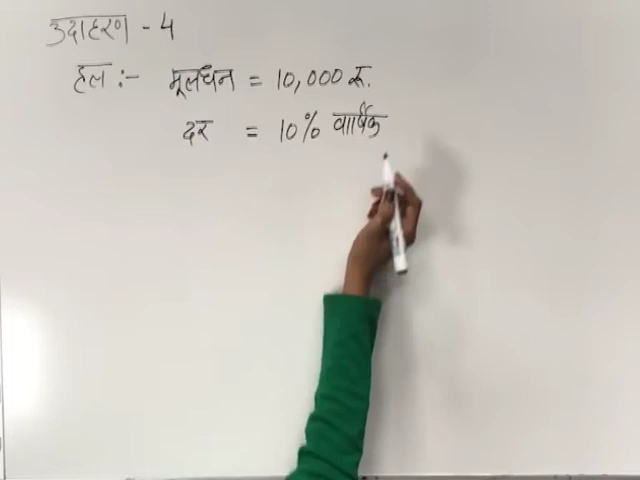 उदाहरण - 4
हल :- मूलधन = 10,000 रू.
दर = 10% वार्षिक